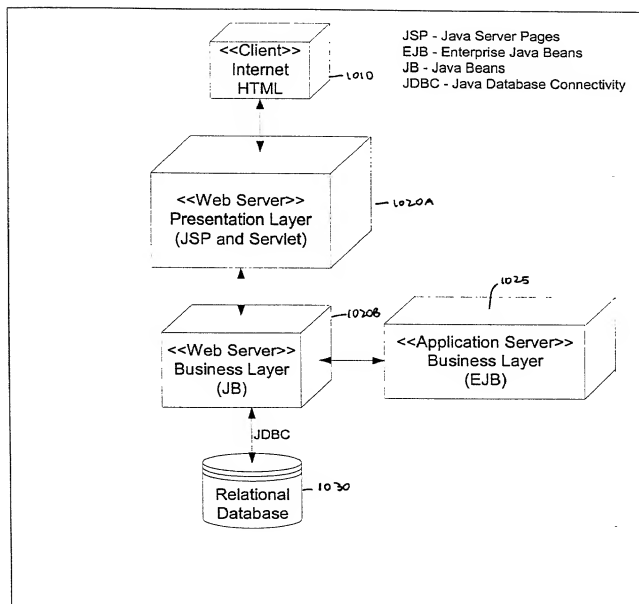 <<Client>>
Internet
HTML
1010
JSP - Java Server Pages
EJB - Enterprise Java Beans
JB - Java Beans
JDBC - Java Database Connectivity
<<Web Server>>
Presentation Layer
(JSP and Servlet)
1020A
<<Web Server>>
Business Layer
(JB)
1020B
<<Application Server>>
Business Layer
(EJB)
1025
JDBC
Relational
Database
1030